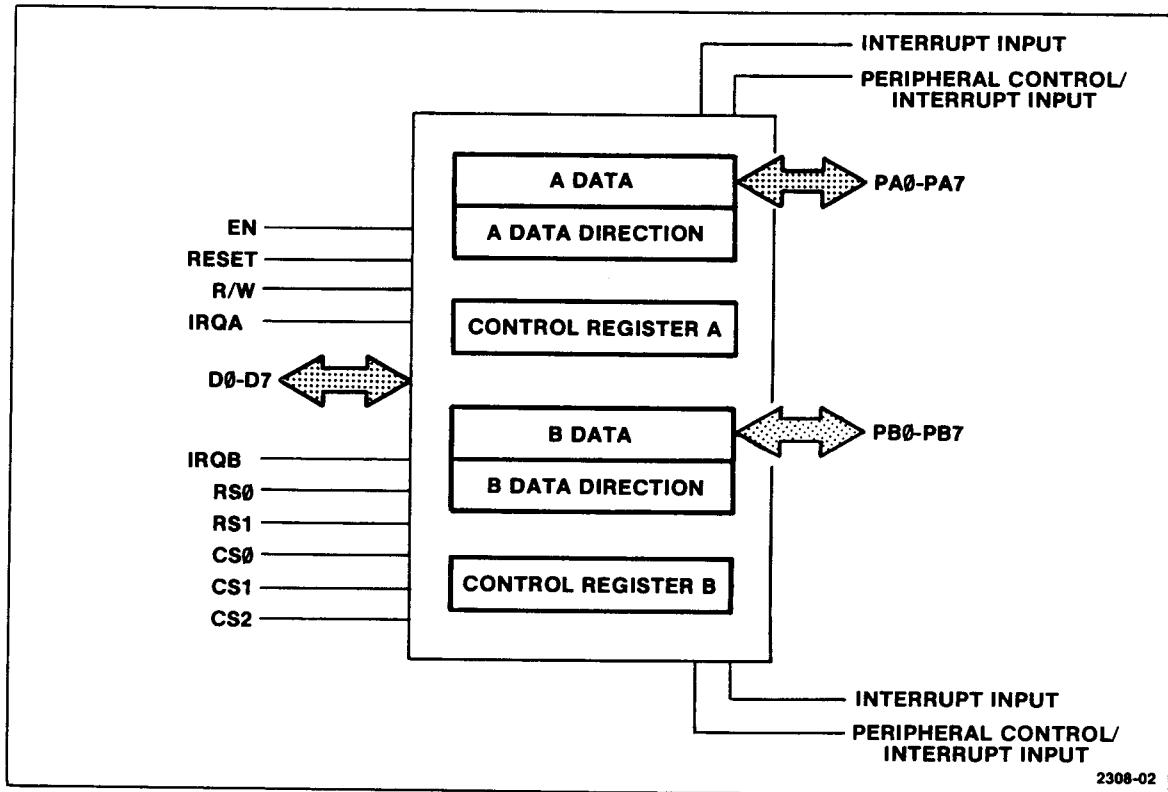 INTERRUPT INPUT
PERIPHERAL CONTROL/
INTERRUPT INPUT
A DATA
PAØ-PA7
A DATA DIRECTION
EN
RESET
R/W
IRQA
CONTROL REGISTER A
DØ-D7
B DATA
PBØ-PB7
IRQB
B DATA DIRECTION
RSØ
RS1
CSØ
CS1
CONTROL REGISTER B
CS2
INTERRUPT INPUT
PERIPHERAL CONTROL/
INTERRUPT INPUT
2308-02